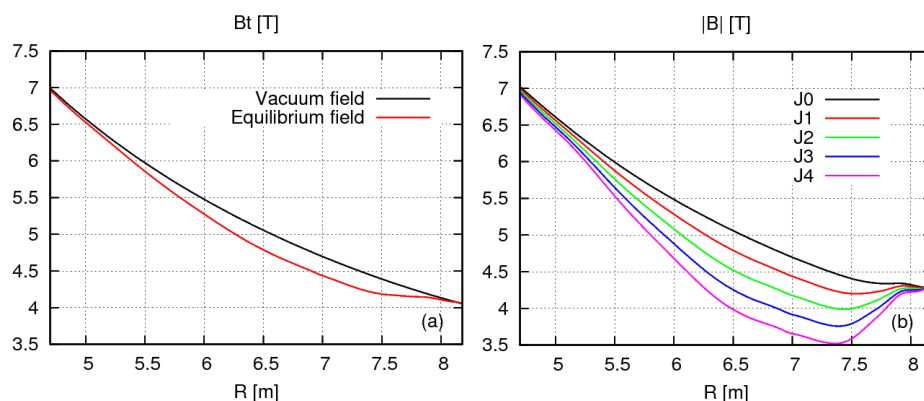 Bt [T]
7.5
7
6.5
6
5.5
5
4.5
4
3.5
Vacuum field
Equilibrium field
(a)
5 5.5 6 6.5 7 7.5 8
R [m]
|B| [T]
7.5
7
6.5
6
5.5
5
4.5
4
3.5
J0
J1
J2
J3
J4
(b)
5 5.5 6 6.5 7 7.5 8
R [m]